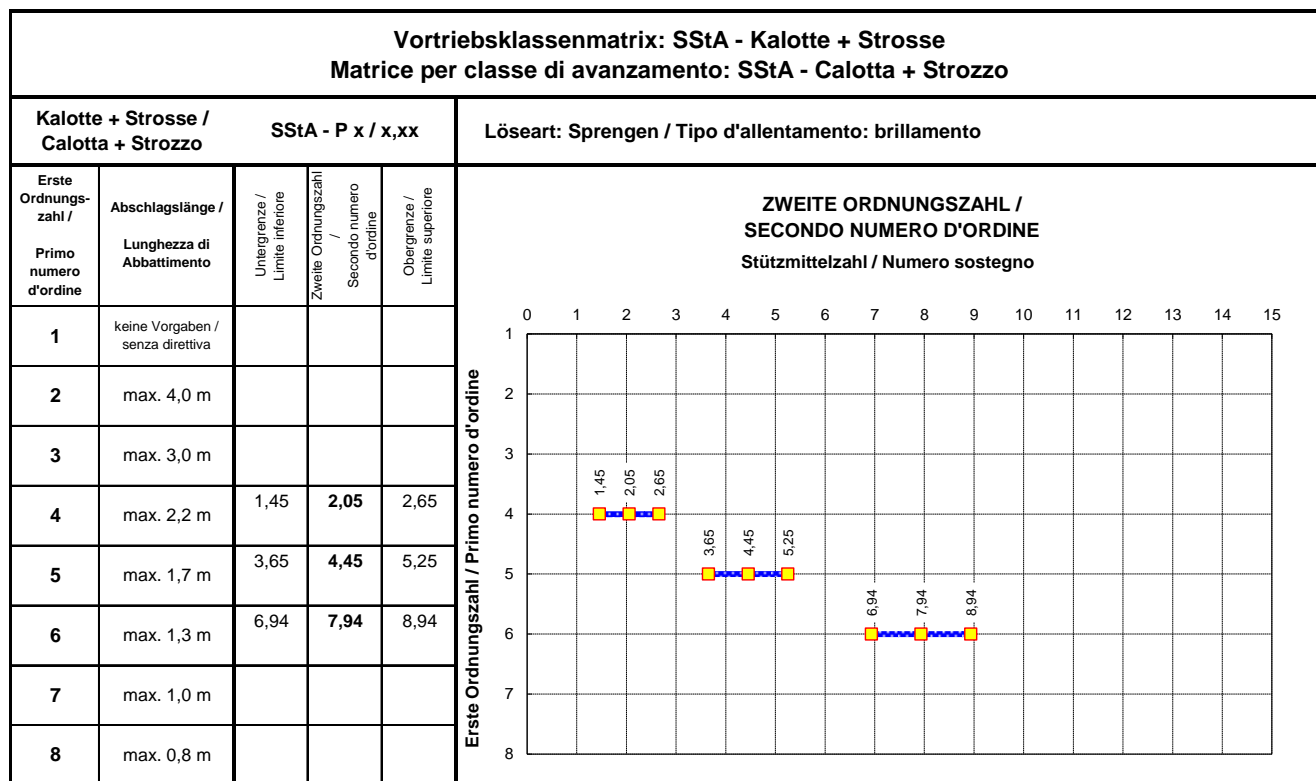 Vortriebsklassenmatrix: SStA - Kalotte + Strosse
Matrice per classe di avanzamento: SStA - Calotta + Strozzo
Kalotte + Strosse /
Calotta + Strozzo
SStA - P x / x,xx
Löseart: Sprengen / Tipo d'allentamento: brillamento
Erste
Ordnungs-
zahl /
Primo
numero
d'ordine
Abschlagslänge /
Lunghezza di
Abbattimento
Untergrenze /
Limite inferiore
Zweite Ordnungszahl
/
Secondo numero
d'ordine
Obergrenze /
Limite superiore
1
keine Vorgaben /
senza direttiva
2
max. 4,0 m
3
max. 3,0 m
4
max. 2,2 m
1,45
2,05
2,65
5
max. 1,7 m
3,65
4,45
5,25
6
max. 1,3 m
6,94
7,94
8,94
7
max. 1,0 m
8
max. 0,8 m
ZWEITE ORDNUNGSZAHL /
SECONDO NUMERO D'ORDINE
Stützmittelzahl / Numero sostegno
0 1 2 3 4 5 6 7 8 9 10 11 12 13 14 15
Erste Ordnungszahl / Primo numero d'ordine
1
2
3
4
5
6
7
8
1,45
2,05
2,65
3,65
4,45
5,25
6,94
7,94
8,94